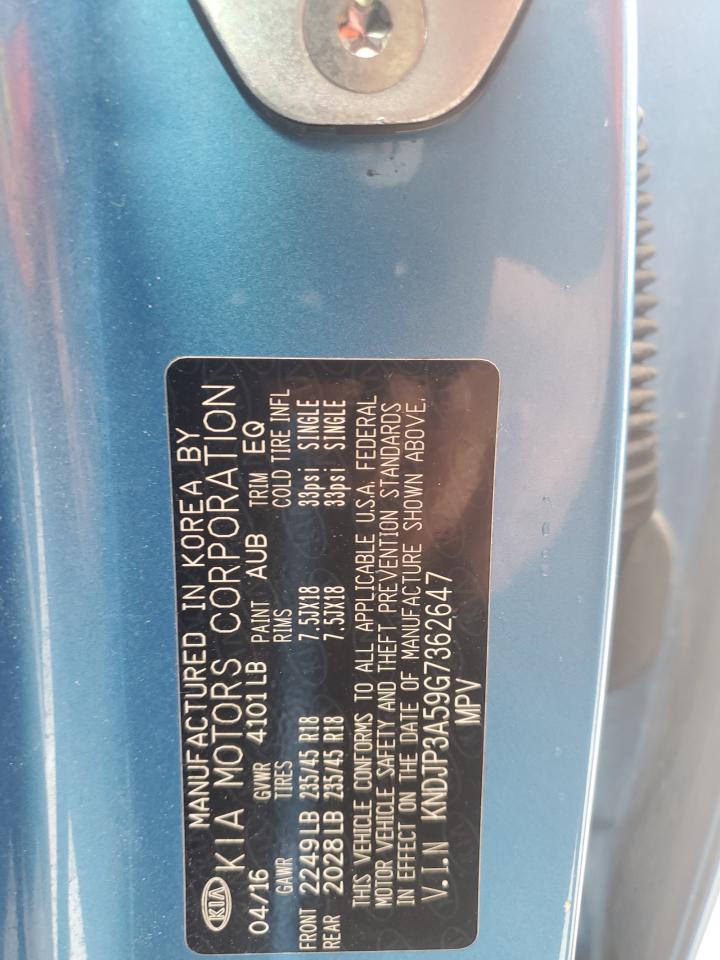 MANUFACTURED IN KOREA BY
KIA KIA MOTORS CORPORATION
04/16 GVWR 4101LB PAINT AUB TRIM EQ
GAWR TIRES RIMS COLD TIRE INFL
FRONT 2249LB 235/45 R18 7.5JX18 33psi SINGLE
REAR 2028LB 235/45 R18 7.5JX18 33psi SINGLE
THIS VEHICLE CONFORMS TO ALL APPLICABLE U.S.A. FEDERAL
MOTOR VEHICLE SAFETY AND THEFT PREVENTION STANDARDS
IN EFFECT ON THE DATE OF MANUFACTURE SHOWN ABOVE.
V.I.N KNDJP3A59G7362647
MPV